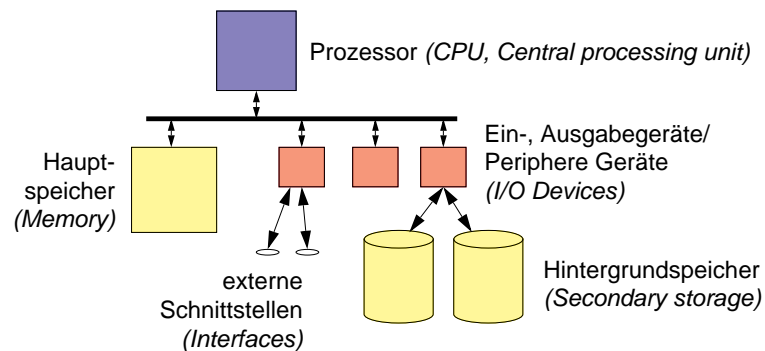 Prozessor (CPU, Central processing unit)
Haupt-
speicher
(Memory)
Ein-, Ausgabegeräte/
Periphere Geräte
(I/O Devices)
externe
Schnittstellen
(Interfaces)
Hintergrundspeicher
(Secondary storage)